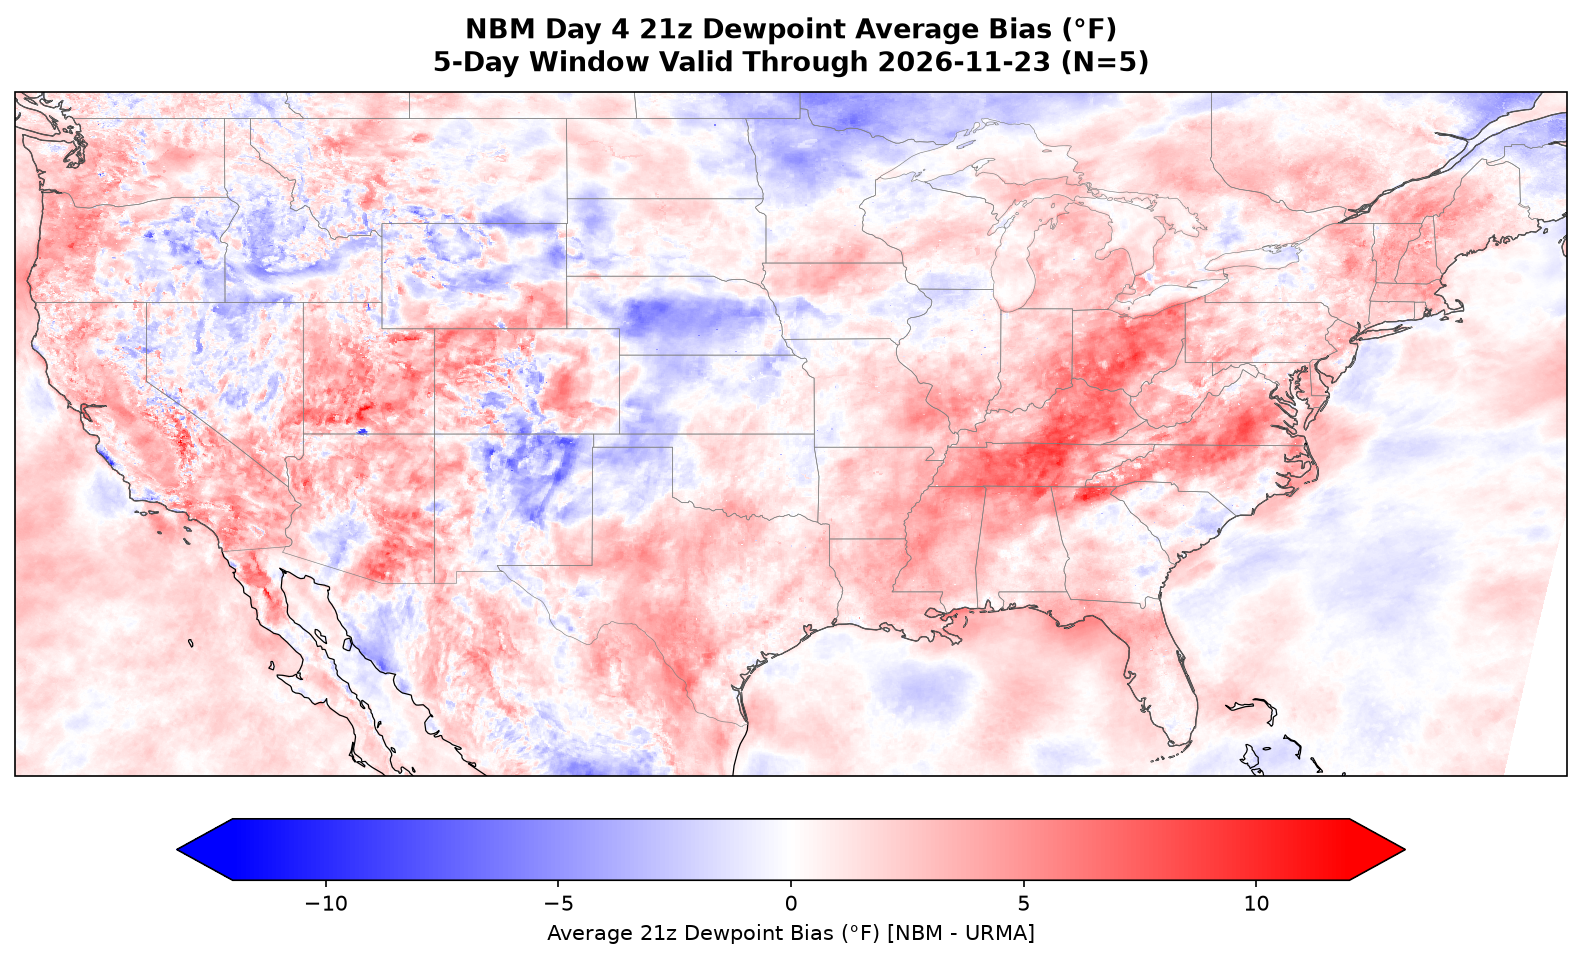 NBM Day 4 21z Dewpoint Average Bias (°F)
5-Day Window Valid Through 2026-11-23 (N=5)
−10 −5 0 5 10
Average 21z Dewpoint Bias (°F) [NBM - URMA]